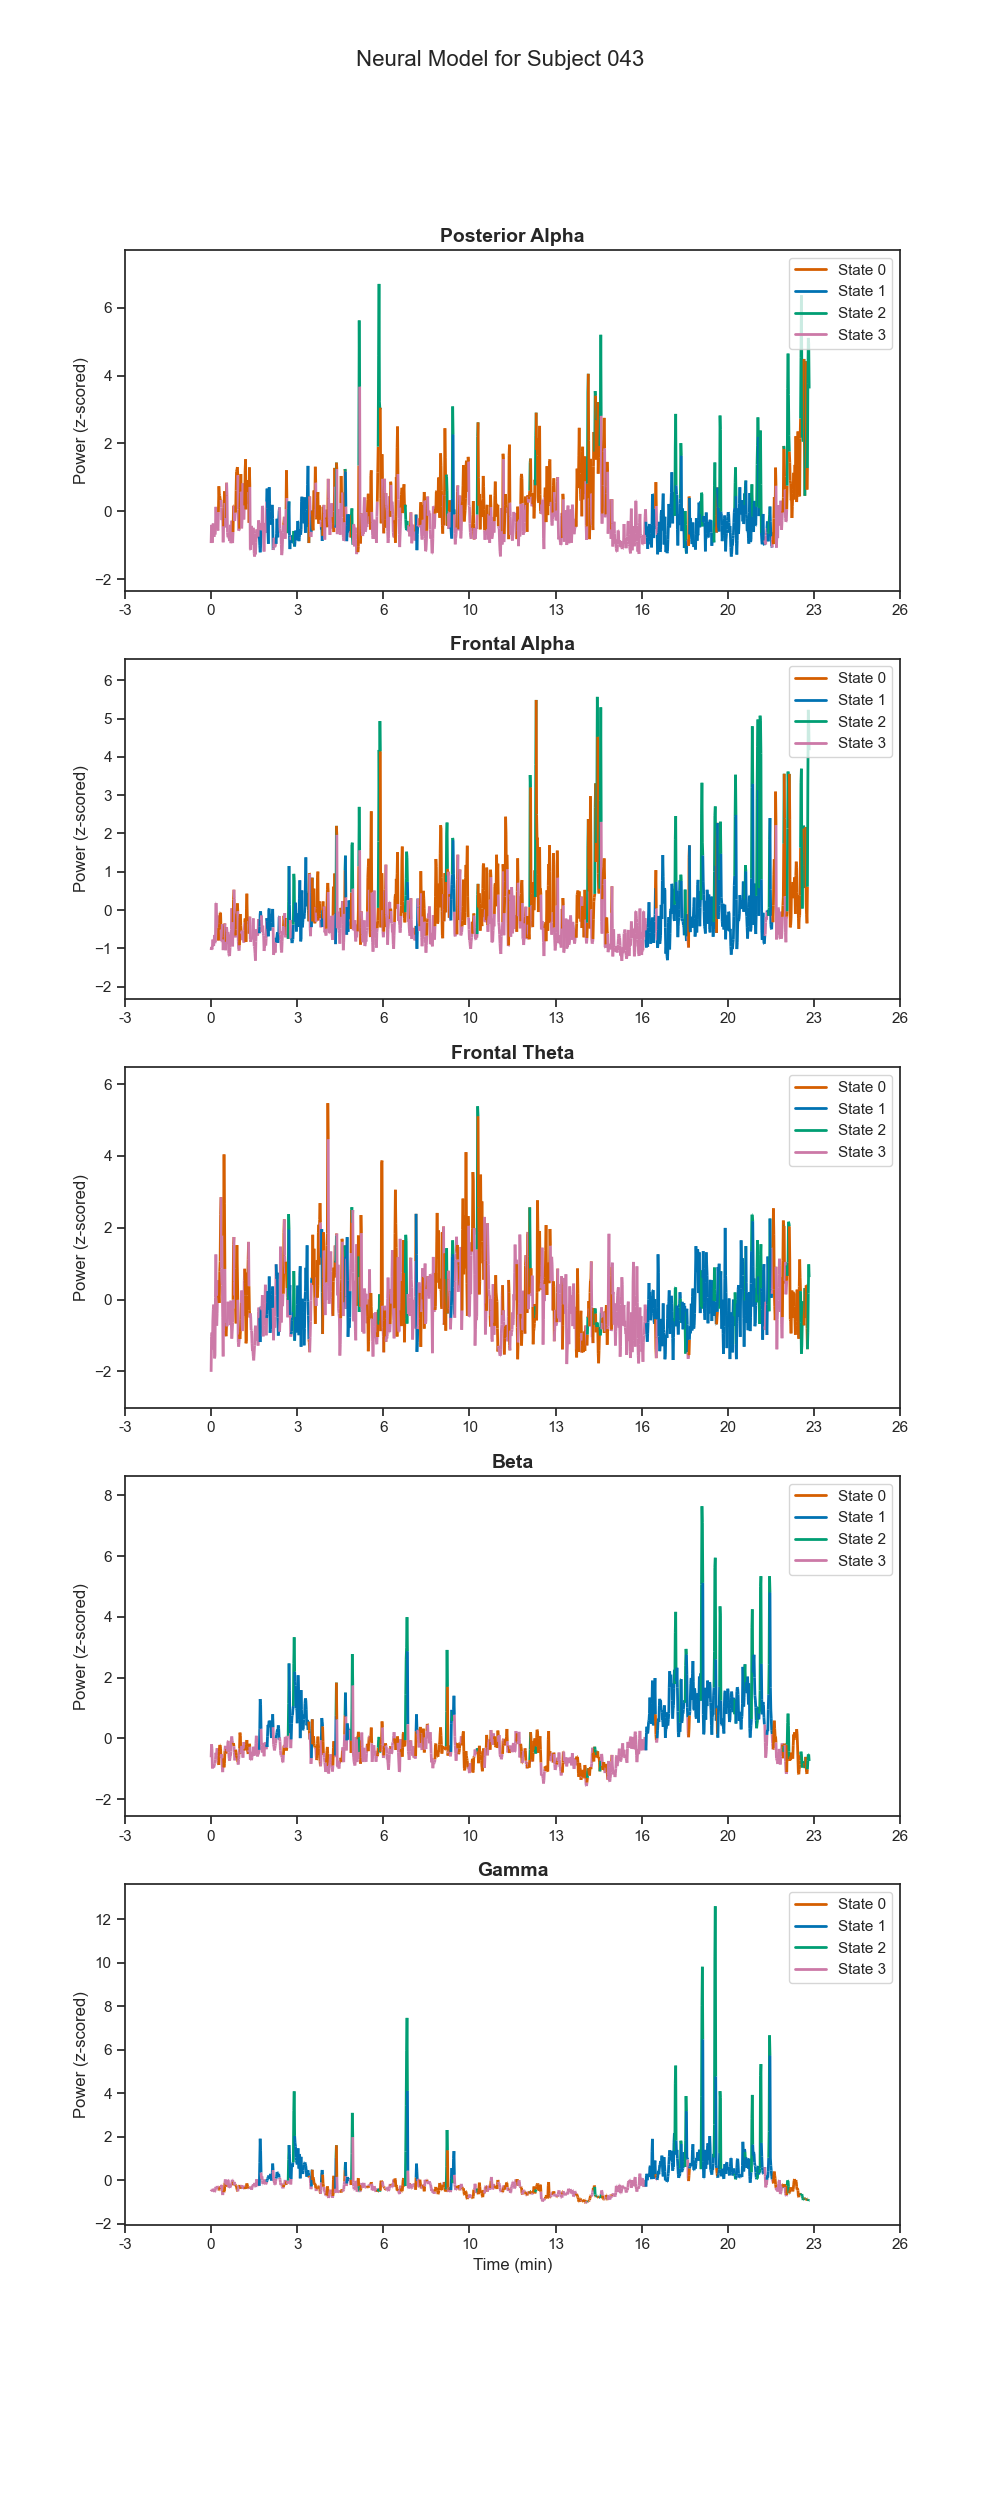 Neural Model for Subject 043
Posterior Alpha
Power (z-scored)
6
4
2
0
−2
State 0
State 1
State 2
State 3
-3 0 3 6 10 13 16 20 23 26
Frontal Alpha
Power (z-scored)
6
5
4
3
2
1
0
−1
−2
State 0
State 1
State 2
State 3
-3 0 3 6 10 13 16 20 23 26
Frontal Theta
Power (z-scored)
6
4
2
0
−2
State 0
State 1
State 2
State 3
-3 0 3 6 10 13 16 20 23 26
Beta
Power (z-scored)
8
6
4
2
0
−2
State 0
State 1
State 2
State 3
-3 0 3 6 10 13 16 20 23 26
Gamma
Power (z-scored)
12
10
8
6
4
2
0
−2
State 0
State 1
State 2
State 3
-3 0 3 6 10 13 16 20 23 26
Time (min)